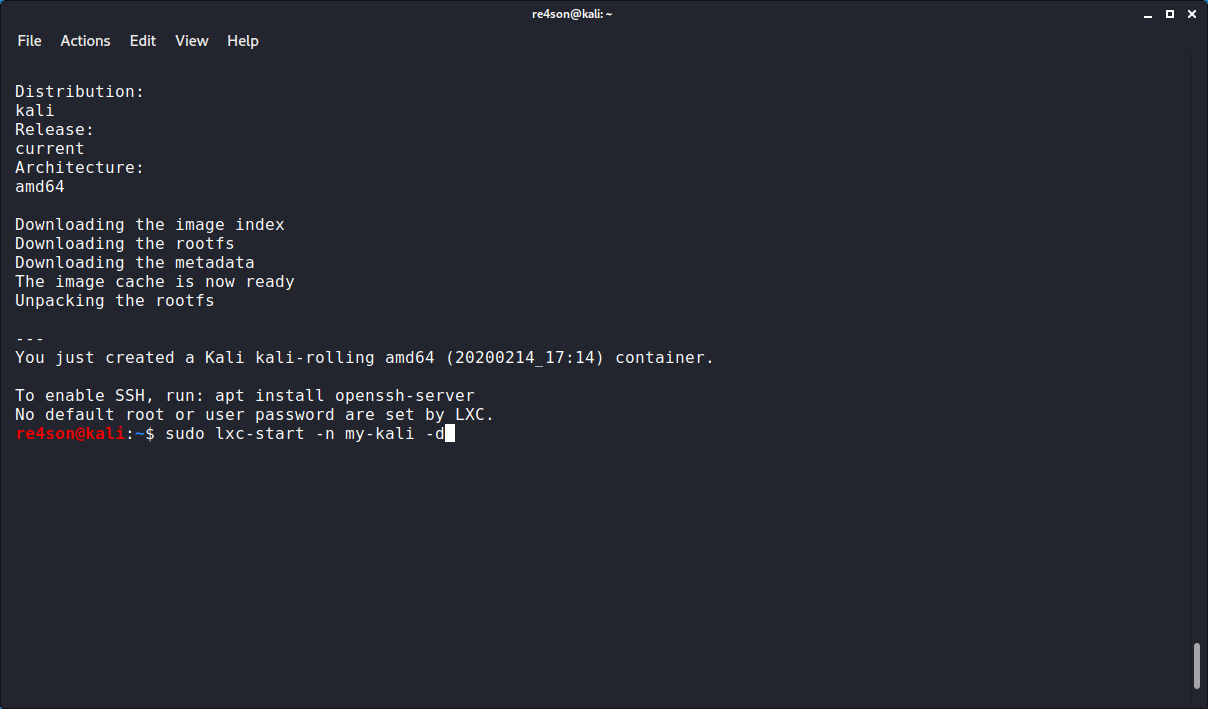 re4son@kali: ~
File Actions Edit View Help
Distribution:
kali
Release:
current
Architecture:
amd64
Downloading the image index
Downloading the rootfs
Downloading the metadata
The image cache is now ready
Unpacking the rootfs
---
You just created a Kali kali-rolling amd64 (20200214_17:14) container.
To enable SSH, run: apt install openssh-server
No default root or user password are set by LXC.
re4son@kali:~$ sudo lxc-start -n my-kali -d